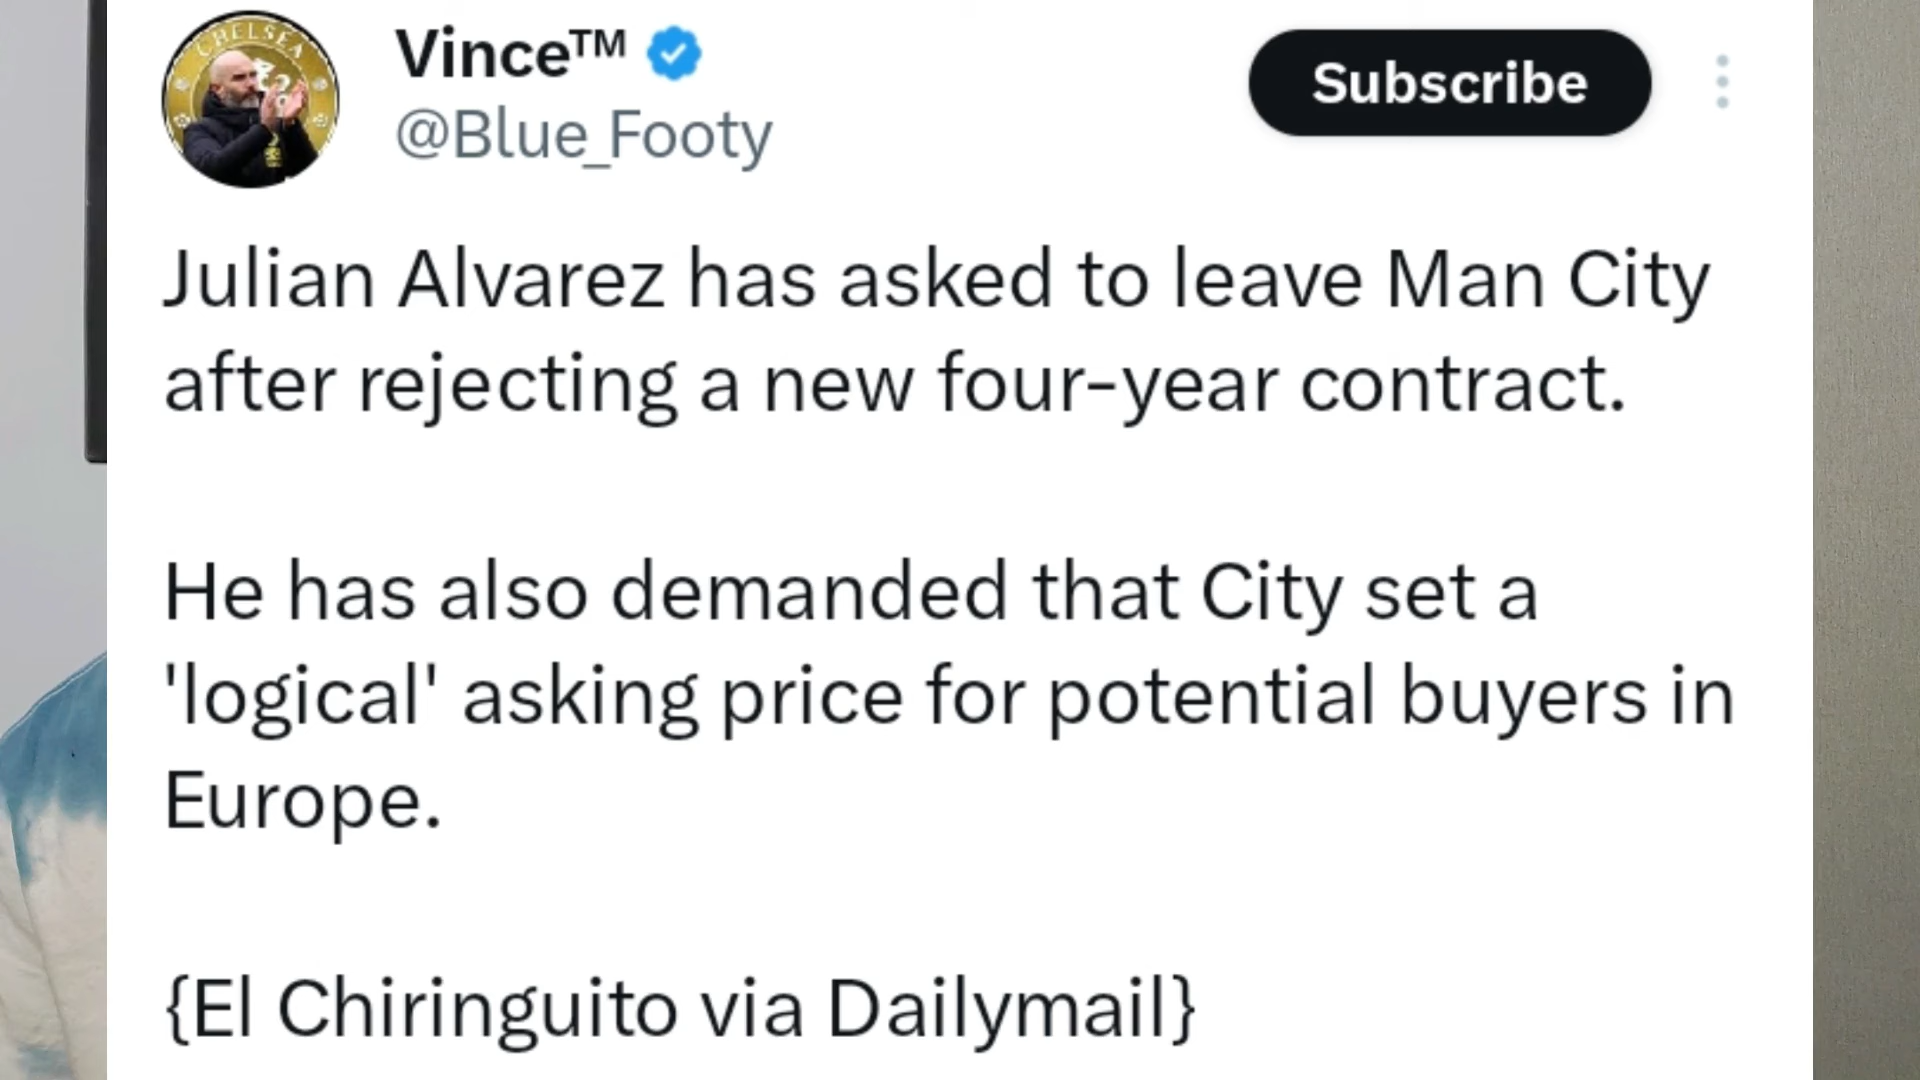 CHELSEA
Vince™
@Blue_Footy
Subscribe
Julian Alvarez has asked to leave Man City
after rejecting a new four-year contract.
He has also demanded that City set a
'logical' asking price for potential buyers in
Europe.
{El Chiringuito via Dailymail}